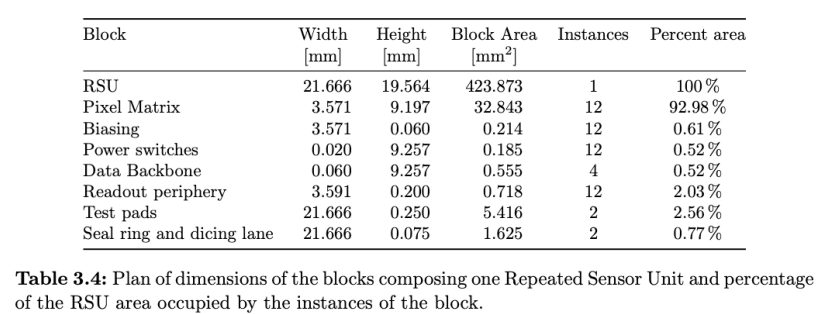 Block Width Height Block Area Instances Percent area
[mm] [mm] [mm²]
RSU 21.666 19.564 423.873 1 100 %
Pixel Matrix 3.571 9.197 32.843 12 92.98 %
Biasing 3.571 0.060 0.214 12 0.61 %
Power switches 0.020 9.257 0.185 12 0.52 %
Data Backbone 0.060 9.257 0.555 4 0.52 %
Readout periphery 3.591 0.200 0.718 12 2.03 %
Test pads 21.666 0.250 5.416 2 2.56 %
Seal ring and dicing lane 21.666 0.075 1.625 2 0.77 %
Table 3.4: Plan of dimensions of the blocks composing one Repeated Sensor Unit and percentage
of the RSU area occupied by the instances of the block.